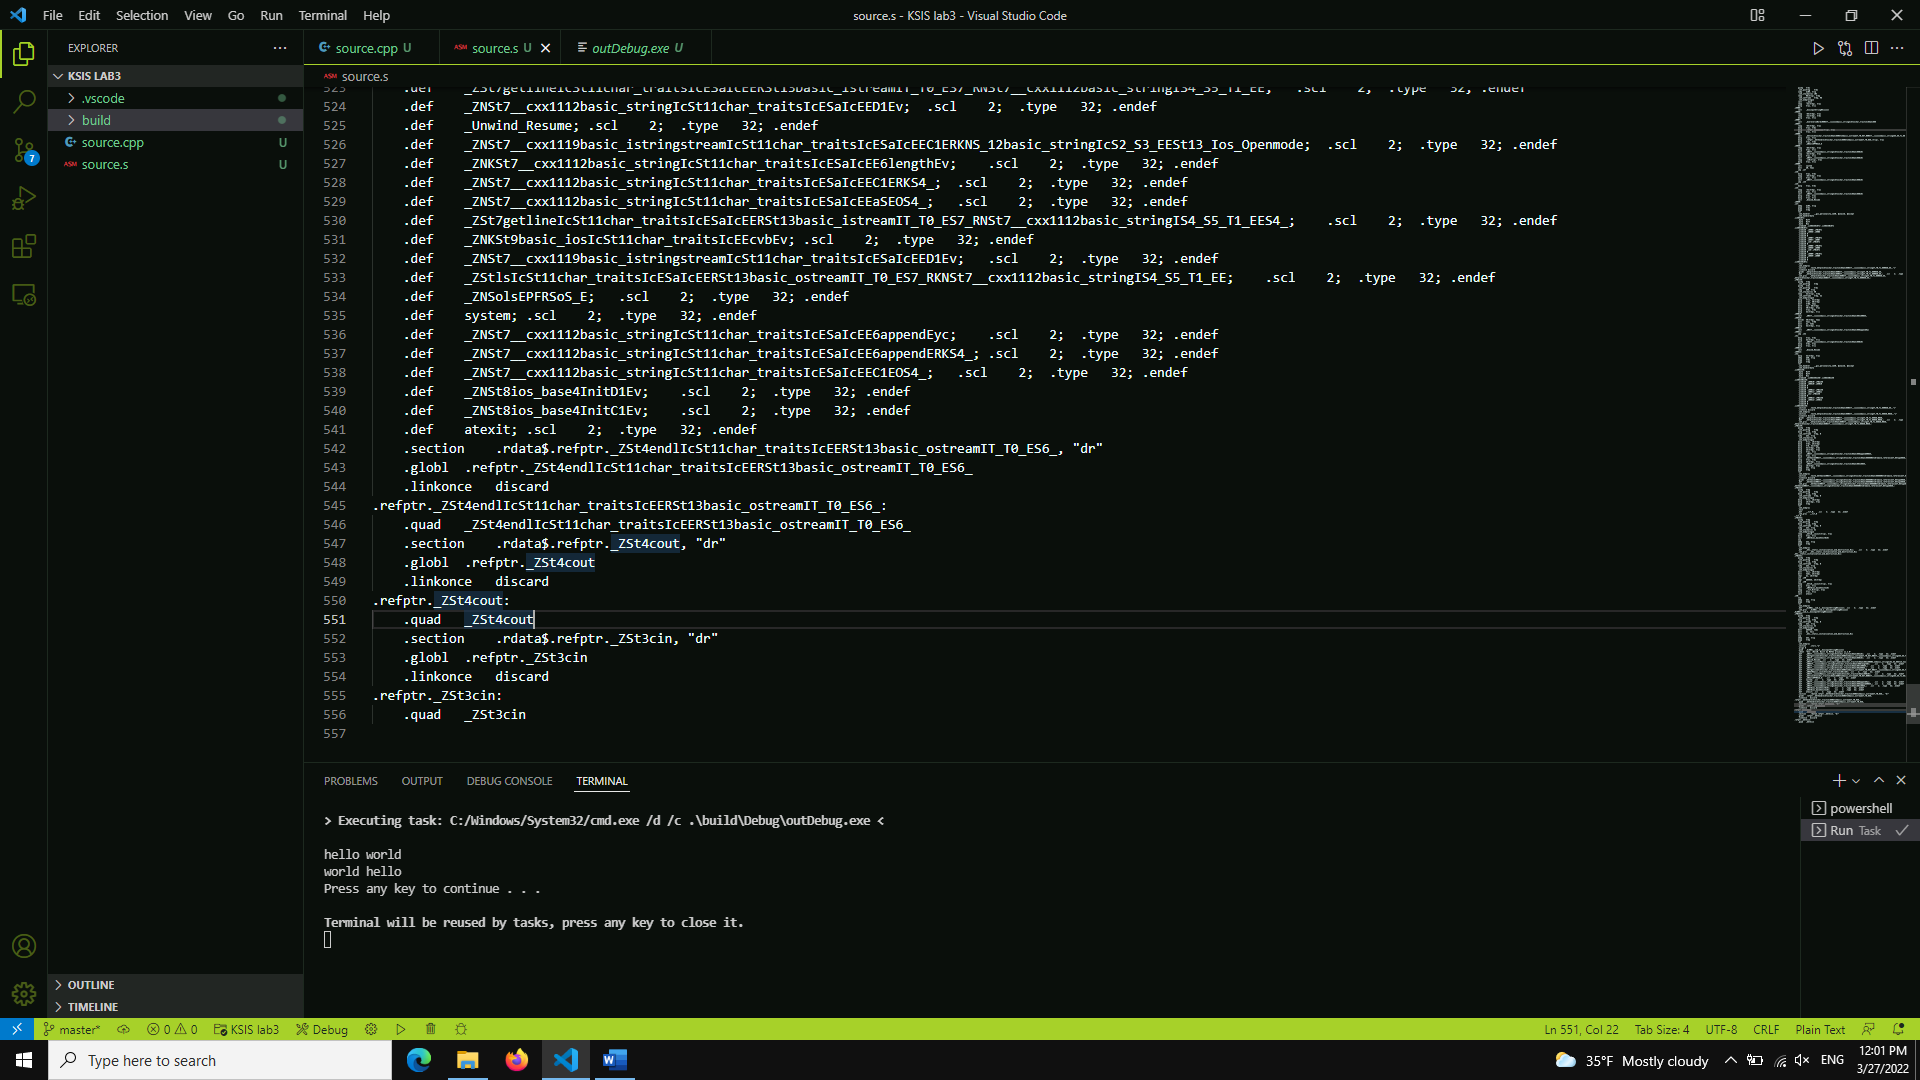 File Edit Selection View Go Run Terminal Help
source.s - KSIS lab3 - Visual Studio Code
EXPLORER
KSIS LAB3
.vscode
build
source.cpp U
source.s U
OUTLINE
TIMELINE
source.cpp U
source.s U
outDebug.exe U
source.s
523 .def _ZSt7getlineIcSt11char_traitsIcESaIcEERSt13basic_istreamIT_T0_ES7_RNSt7__cxx1112basic_stringIS4_S5_T1_EE; .scl 2; .type 32; .endef
524 .def _ZNSt7__cxx1112basic_stringIcSt11char_traitsIcESaIcEED1Ev; .scl 2; .type 32; .endef
525 .def _Unwind_Resume; .scl 2; .type 32; .endef
526 .def _ZNSt7__cxx1119basic_istringstreamIcSt11char_traitsIcESaIcEEC1ERKNS_12basic_stringIcS2_S3_EESt13_Ios_Openmode; .scl 2; .type 32; .endef
527 .def _ZNKSt7__cxx1112basic_stringIcSt11char_traitsIcESaIcEE6lengthEv; .scl 2; .type 32; .endef
528 .def _ZNSt7__cxx1112basic_stringIcSt11char_traitsIcESaIcEEC1ERKS4_; .scl 2; .type 32; .endef
529 .def _ZNSt7__cxx1112basic_stringIcSt11char_traitsIcESaIcEEaSEOS4_; .scl 2; .type 32; .endef
530 .def _ZSt7getlineIcSt11char_traitsIcESaIcEERSt13basic_istreamIT_T0_ES7_RNSt7__cxx1112basic_stringIS4_S5_T1_EES4_; .scl 2; .type 32; .endef
531 .def _ZNKSt9basic_iosIcSt11char_traitsIcEEcvbEv; .scl 2; .type 32; .endef
532 .def _ZNSt7__cxx1119basic_istringstreamIcSt11char_traitsIcESaIcEED1Ev; .scl 2; .type 32; .endef
533 .def _ZStlsIcSt11char_traitsIcESaIcEERSt13basic_ostreamIT_T0_ES7_RKNSt7__cxx1112basic_stringIS4_S5_T1_EE; .scl 2; .type 32; .endef
534 .def _ZNSolsEPFRSoS_E; .scl 2; .type 32; .endef
535 .def system; .scl 2; .type 32; .endef
536 .def _ZNSt7__cxx1112basic_stringIcSt11char_traitsIcESaIcEE6appendEyc; .scl 2; .type 32; .endef
537 .def _ZNSt7__cxx1112basic_stringIcSt11char_traitsIcESaIcEE6appendERKS4_; .scl 2; .type 32; .endef
538 .def _ZNSt7__cxx1112basic_stringIcSt11char_traitsIcESaIcEEC1EOS4_; .scl 2; .type 32; .endef
539 .def _ZNSt8ios_base4InitD1Ev; .scl 2; .type 32; .endef
540 .def _ZNSt8ios_base4InitC1Ev; .scl 2; .type 32; .endef
541 .def atexit; .scl 2; .type 32; .endef
542 .section .rdata$.refptr._ZSt4endlIcSt11char_traitsIcEERSt13basic_ostreamIT_T0_ES6_, "dr"
543 .globl .refptr._ZSt4endlIcSt11char_traitsIcEERSt13basic_ostreamIT_T0_ES6_
544 .linkonce discard
545 .refptr._ZSt4endlIcSt11char_traitsIcEERSt13basic_ostreamIT_T0_ES6_:
546 .quad _ZSt4endlIcSt11char_traitsIcEERSt13basic_ostreamIT_T0_ES6_
547 .section .rdata$.refptr._ZSt4cout, "dr"
548 .globl .refptr._ZSt4cout
549 .linkonce discard
550 .refptr._ZSt4cout:
551 .quad _ZSt4cout
552 .section .rdata$.refptr._ZSt3cin, "dr"
553 .globl .refptr._ZSt3cin
554 .linkonce discard
555 .refptr._ZSt3cin:
556 .quad _ZSt3cin
557
PROBLEMS OUTPUT DEBUG CONSOLE TERMINAL
> Executing task: C:/Windows/System32/cmd.exe /d /c .\build\Debug\outDebug.exe <
hello world
world hello
Press any key to continue . . .
Terminal will be reused by tasks, press any key to close it.
powershell
Run Task
7
master* 0 0 KSIS lab3 Debug
Ln 551, Col 22 Tab Size: 4 UTF-8 CRLF Plain Text
Type here to search
35°F Mostly cloudy ENG
12:01 PM
3/27/2022